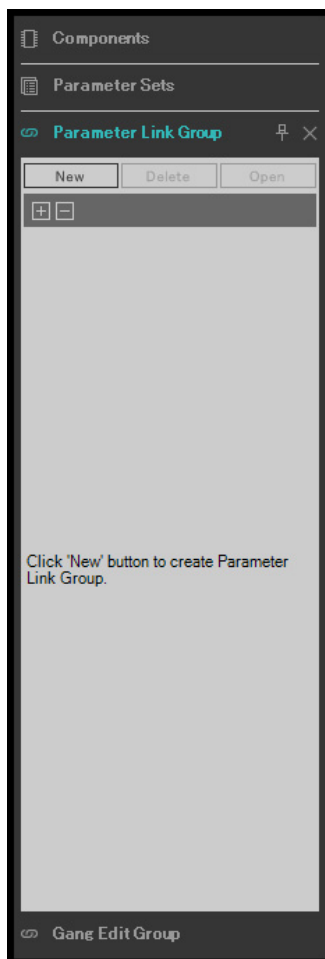 Components
Parameter Sets
Parameter Link Group
New Delete Open
Click 'New' button to create Parameter
Link Group.
Gang Edit Group